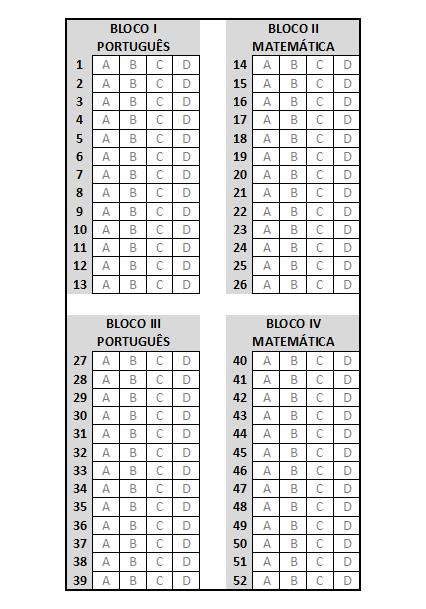 BLOCO I
PORTUGUÊS
1 A B C D
2 A B C D
3 A B C D
4 A B C D
5 A B C D
6 A B C D
7 A B C D
8 A B C D
9 A B C D
10 A B C D
11 A B C D
12 A B C D
13 A B C D
BLOCO II
MATEMÁTICA
14 A B C D
15 A B C D
16 A B C D
17 A B C D
18 A B C D
19 A B C D
20 A B C D
21 A B C D
22 A B C D
23 A B C D
24 A B C D
25 A B C D
26 A B C D
BLOCO III
PORTUGUÊS
27 A B C D
28 A B C D
29 A B C D
30 A B C D
31 A B C D
32 A B C D
33 A B C D
34 A B C D
35 A B C D
36 A B C D
37 A B C D
38 A B C D
39 A B C D
BLOCO IV
MATEMÁTICA
40 A B C D
41 A B C D
42 A B C D
43 A B C D
44 A B C D
45 A B C D
46 A B C D
47 A B C D
48 A B C D
49 A B C D
50 A B C D
51 A B C D
52 A B C D